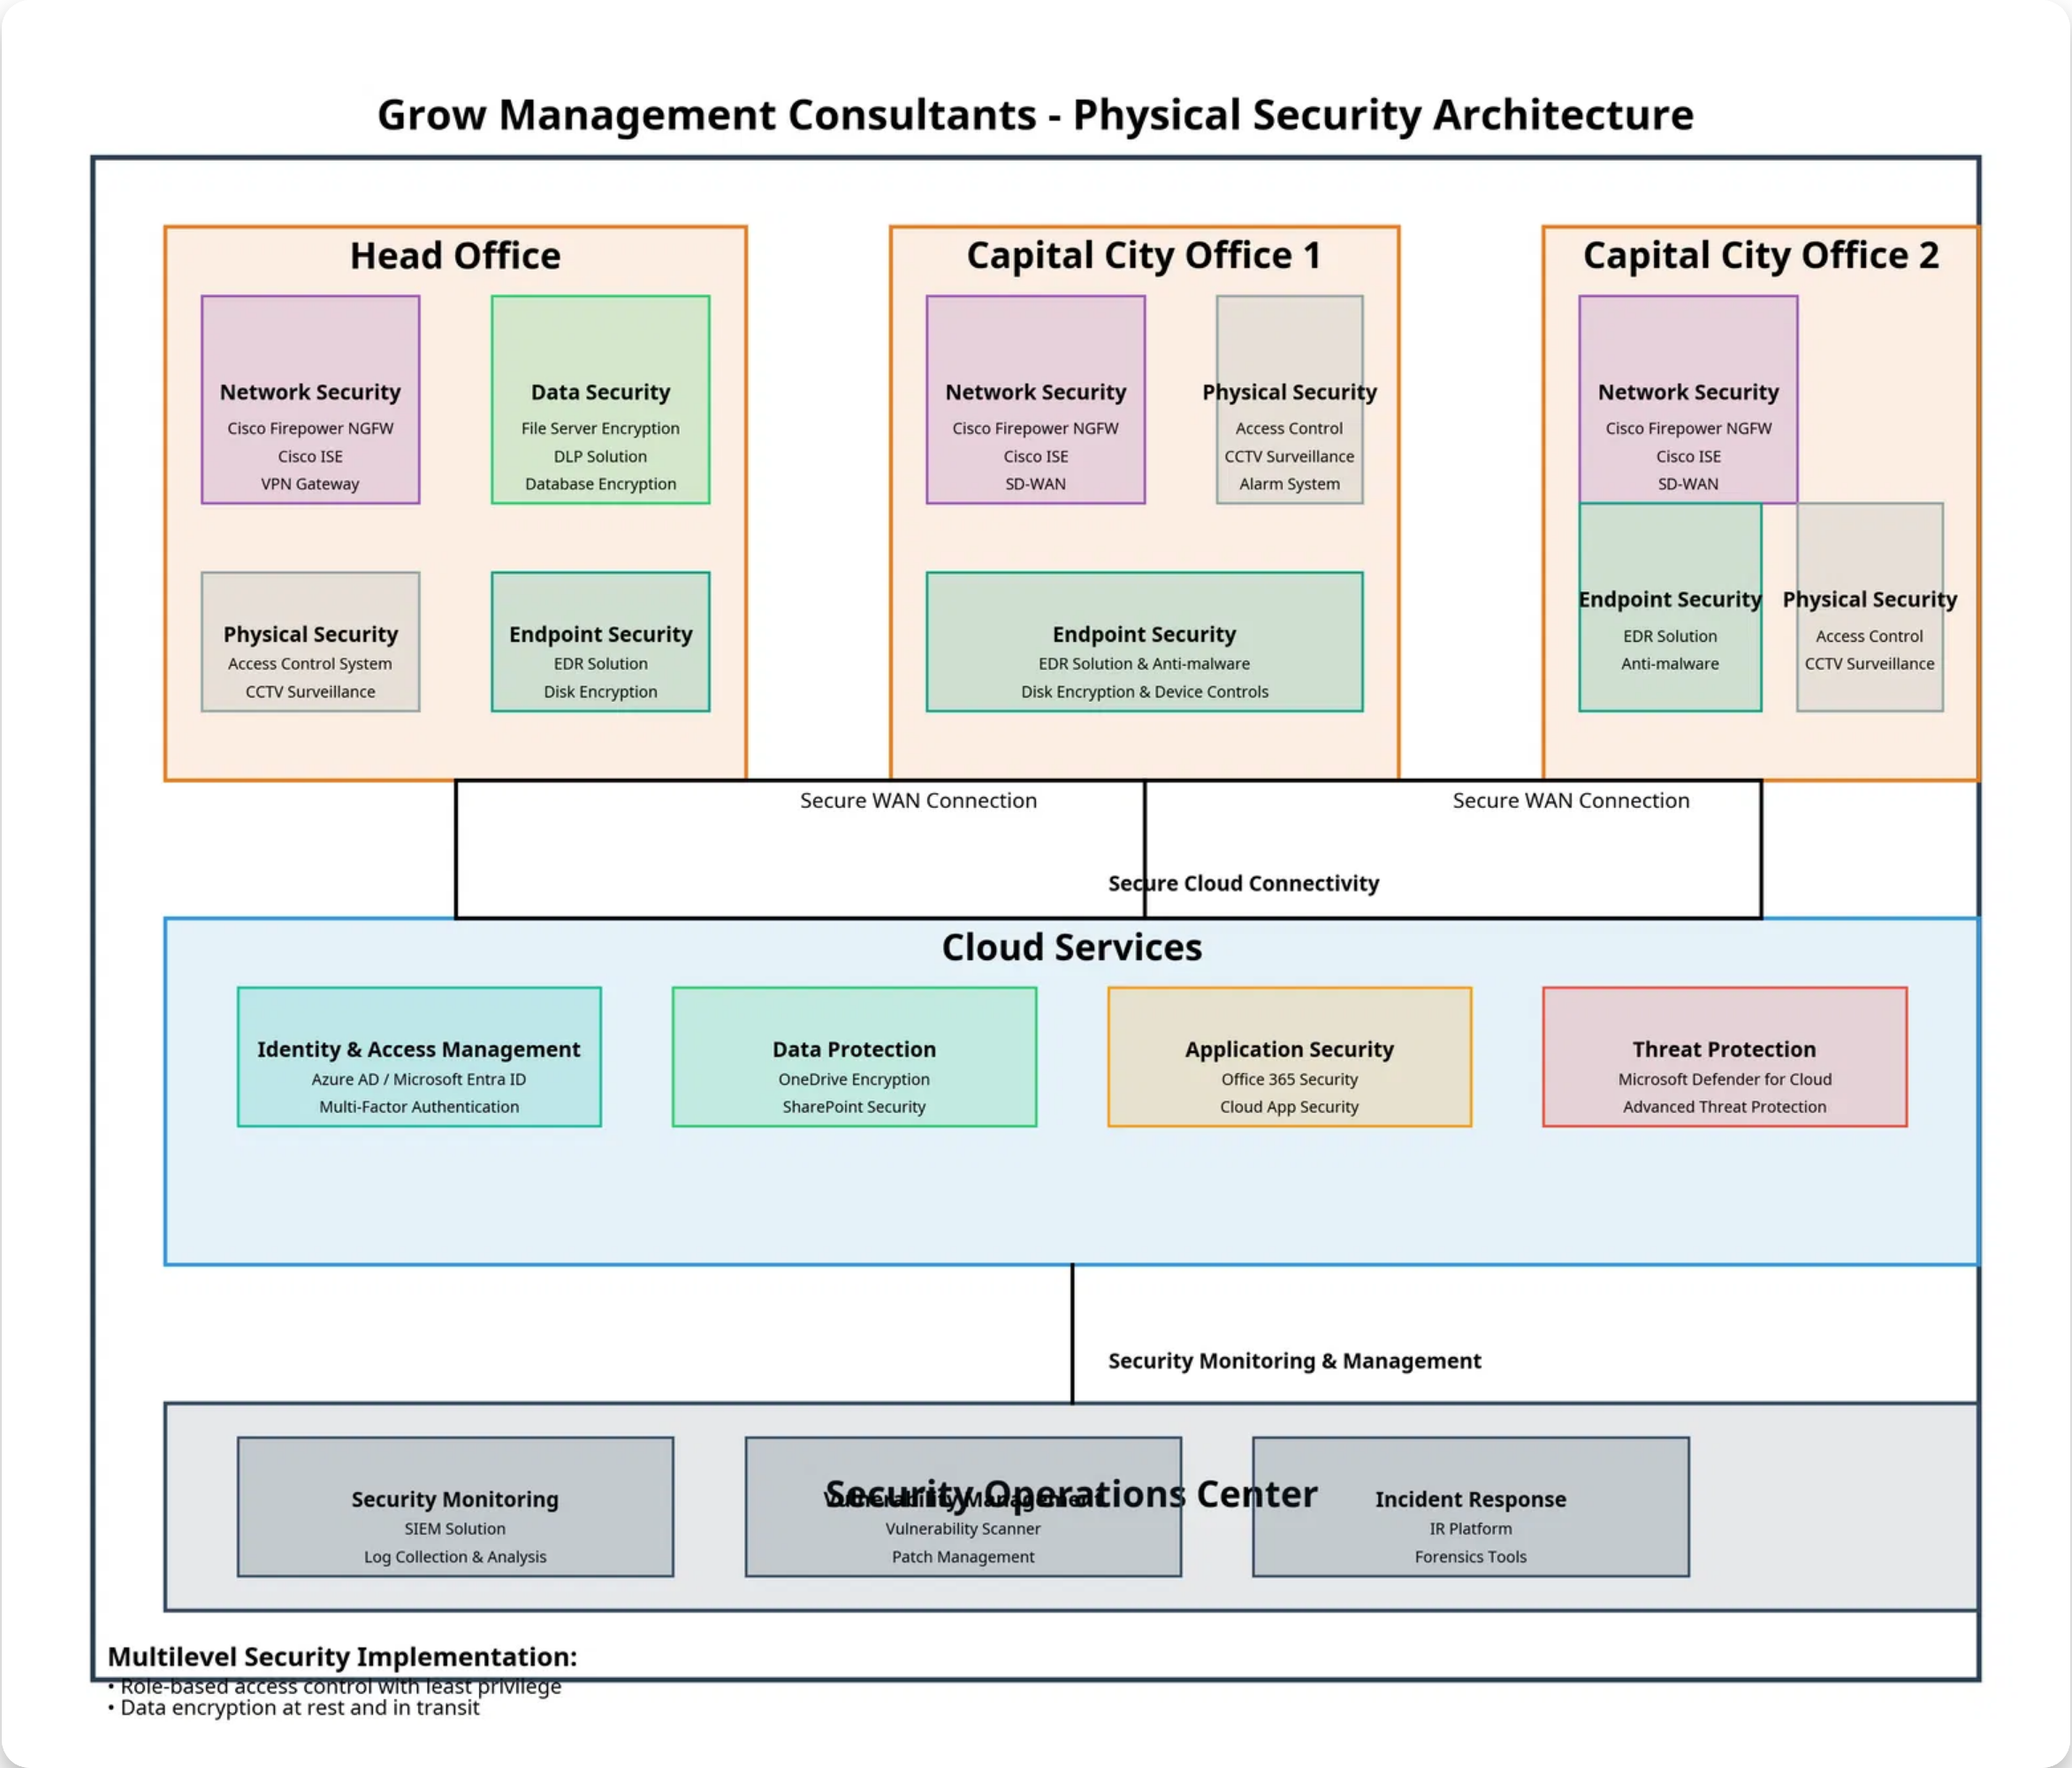 Grow Management Consultants - Physical Security Architecture
Head Office
Network Security
Cisco Firepower NGFW
Cisco ISE
VPN Gateway
Data Security
File Server Encryption
DLP Solution
Database Encryption
Physical Security
Access Control System
CCTV Surveillance
Endpoint Security
EDR Solution
Disk Encryption
Capital City Office 1
Network Security
Cisco Firepower NGFW
Cisco ISE
SD-WAN
Physical Security
Access Control
CCTV Surveillance
Alarm System
Endpoint Security
EDR Solution & Anti-malware
Disk Encryption & Device Controls
Capital City Office 2
Network Security
Cisco Firepower NGFW
Cisco ISE
SD-WAN
Endpoint Security
EDR Solution
Anti-malware
Physical Security
Access Control
CCTV Surveillance
Secure WAN Connection
Secure WAN Connection
Secure Cloud Connectivity
Cloud Services
Identity & Access Management
Azure AD / Microsoft Entra ID
Multi-Factor Authentication
Data Protection
OneDrive Encryption
SharePoint Security
Application Security
Office 365 Security
Cloud App Security
Threat Protection
Microsoft Defender for Cloud
Advanced Threat Protection
Security Monitoring & Management
Security Operations Center
Security Monitoring
SIEM Solution
Log Collection & Analysis
Vulnerability Management
Vulnerability Scanner
Patch Management
Incident Response
IR Platform
Forensics Tools
Multilevel Security Implementation:
• Role-based access control with least privilege
• Data encryption at rest and in transit